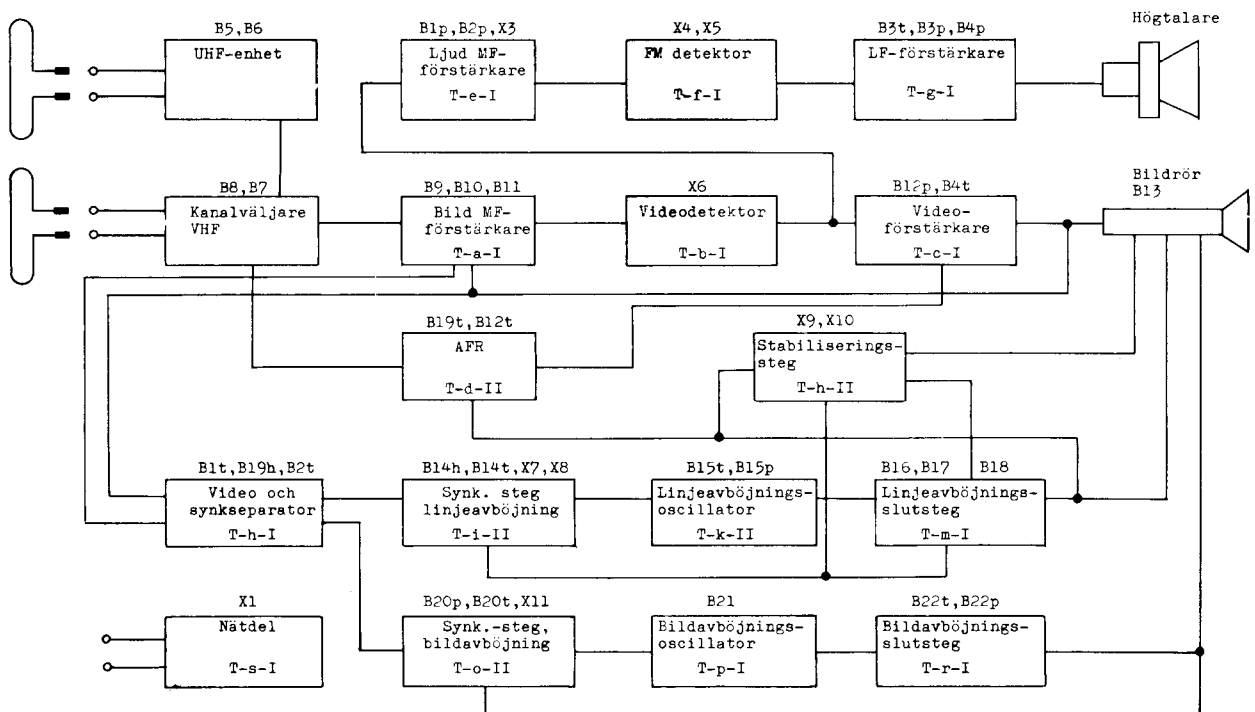 B5,B6
UHF-enhet
B1p,B2p,X3
Ljud MF-
förstärkare
T-e-I
X4,X5
FM detektor
T-f-I
B3t,B3p,B4p
LF-förstärkare
T-g-I
Högtalare
B8,B7
Kanalväljare
VHF
B9,B10,B11
Bild MF-
förstärkare
T-a-I
X6
Videodetektor
T-b-I
B12p,B4t
Video-
förstärkare
T-c-I
Bildrör
B13
B19t,B12t
AFR
T-d-II
X9,X10
Stabiliserings-
steg
T-h-II
B1t,B19h,B2t
Video och
synkseparator
T-h-I
B14h,B14t,X7,X8
Synk. steg
linjeavböjning
T-i-II
B15t,B15p
Linjeavböjnings-
oscillator
T-k-II
B16,B17
B18
Linjeavböjnings-
slutsteg
T-m-I
X1
Nätdel
T-s-I
B20p,B20t,X11
Synk.-steg,
bildavböjning
T-o-II
B21
Bildavböjnings-
oscillator
T-p-I
B22t,B22p
Bildavböjnings-
slutsteg
T-r-I